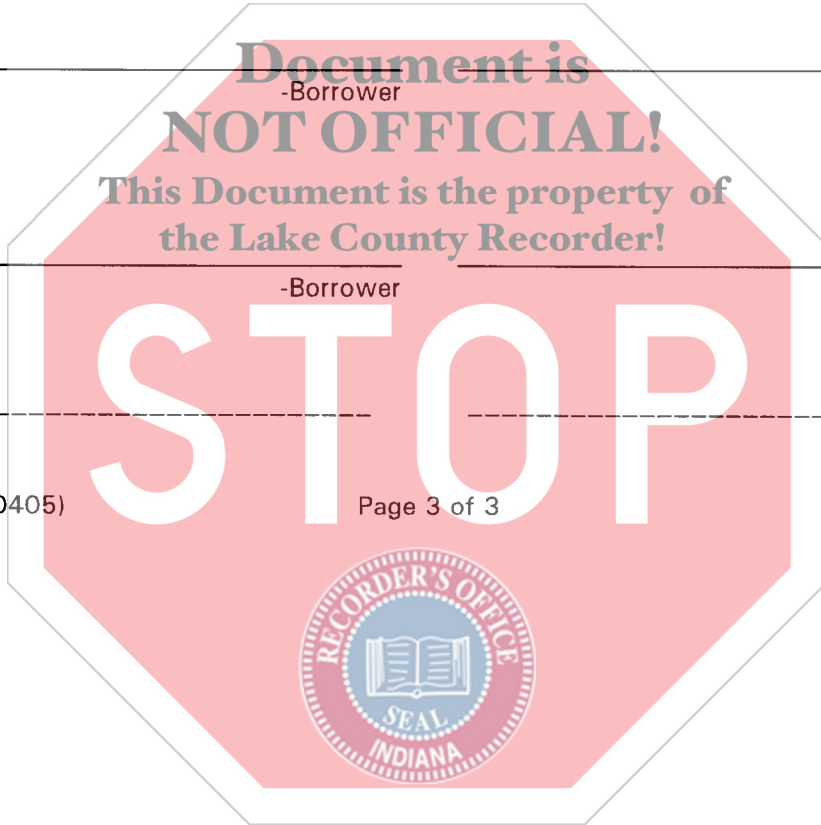 Document is
-Borrower
NOT OFFICIAL!
This Document is the property of
the Lake County Recorder!
-Borrower
STOP
0405)
Page 3 of 3
RECORDER'S OFFICE
SEAL
INDIANA